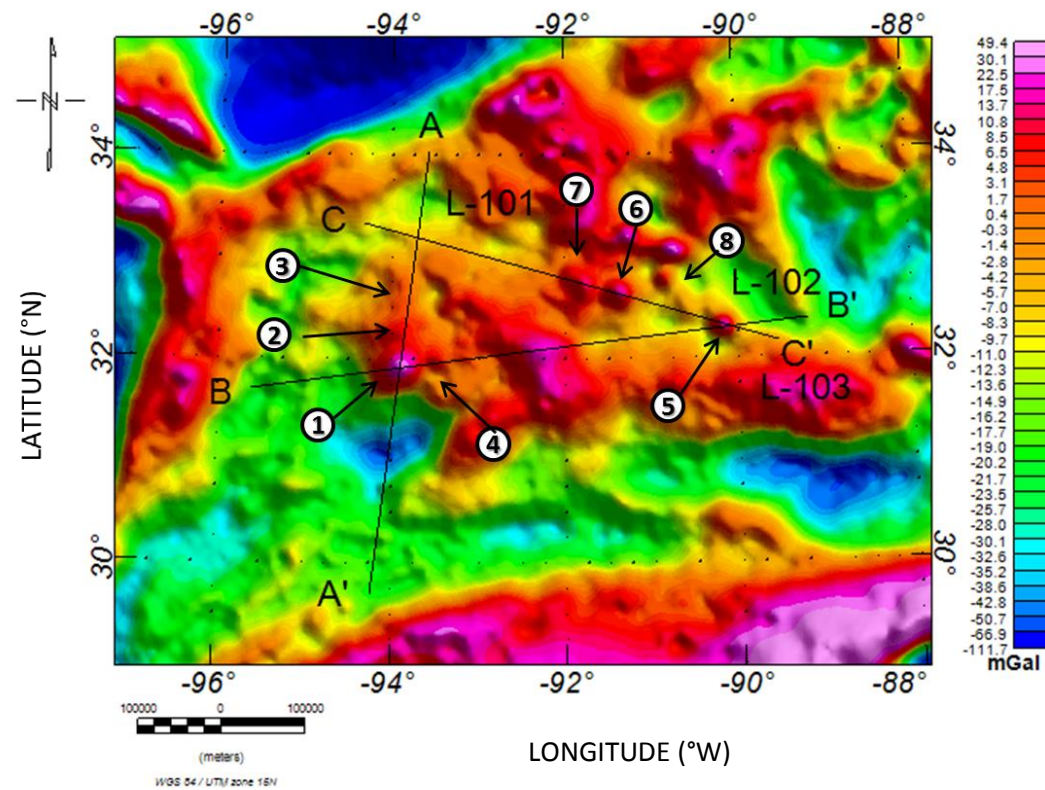 -96° -94° -92° -90° -88°
49.4
30.1
22.5
17.5
13.7
10.8
8.5
6.5
4.8
3.1
1.7
0.4
-1.4
-2.8
-4.2
-5.7
-7.0
-8.3
-9.7
-11.0
-12.3
-13.6
-14.9
-16.2
-17.7
-19.0
-20.2
-21.7
-23.5
-25.7
-28.0
-30.1
-32.6
-35.2
-38.6
-42.8
-50.7
-66.9
-111.7
mGal
N
A
34° 34°
7
L-101
6
C
8
3
L-102
B'
2
32° 32°
C'
B
L-103
1
5
4
LATITUDE (°N)
30° 30°
A'
-96° -94° -92° -90° -88°
100000 0 100000
(meters)
WGS 84 / UTM zone 15N
LONGITUDE (°W)